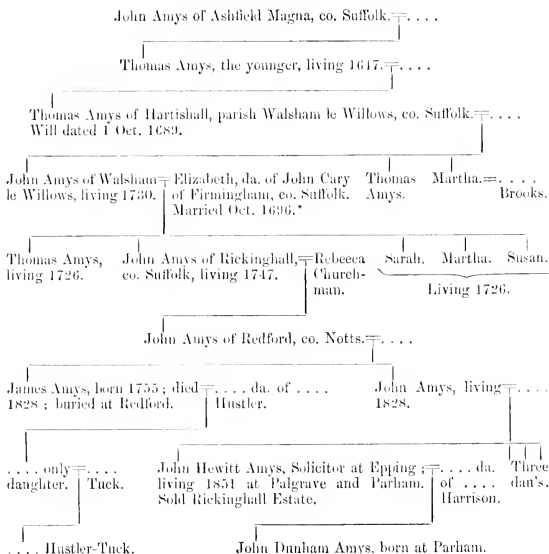 John Amys of Ashfield Magna, co. Suffolk.=. . . .
Thomas Amys, the younger, living 1647.=. . . .
Thomas Amys of Hartishall, parish Walsham le Willows, co. Suffolk.=. . . .
Will dated 1 Oct. 1689.
John Amys of Walsham= Elizabeth, da. of John Cary Thomas Martha.=. . . .
le Willows, living 1730. of Firmingham, co. Suffolk. Amys. Brooks.
Married Oct. 1696.*
Thomas Amys, John Amys of Rickinghall,=Rebecca Sarah. Martha. Susan.
living 1726. co. Suffolk, living 1747. Church-
man. Living 1726.
John Amys of Redford, co. Notts.=. . . .
James Amys, born 1755; died=. . . . da. of . . . . John Amys, living=. . . .
1828; buried at Redford. Hustler. 1828.
. . . . only=. . . . John Hewitt Amys, Solicitor at Epping;=. . . . da. Three
daughter. Tuck. living 1851 at Palgrave and Parham. of . . . . dau's.
Sold Rickinghall Estate. Harrison.
. . . . Hustler-Tuck. John Dunham Amys, born at Parham.